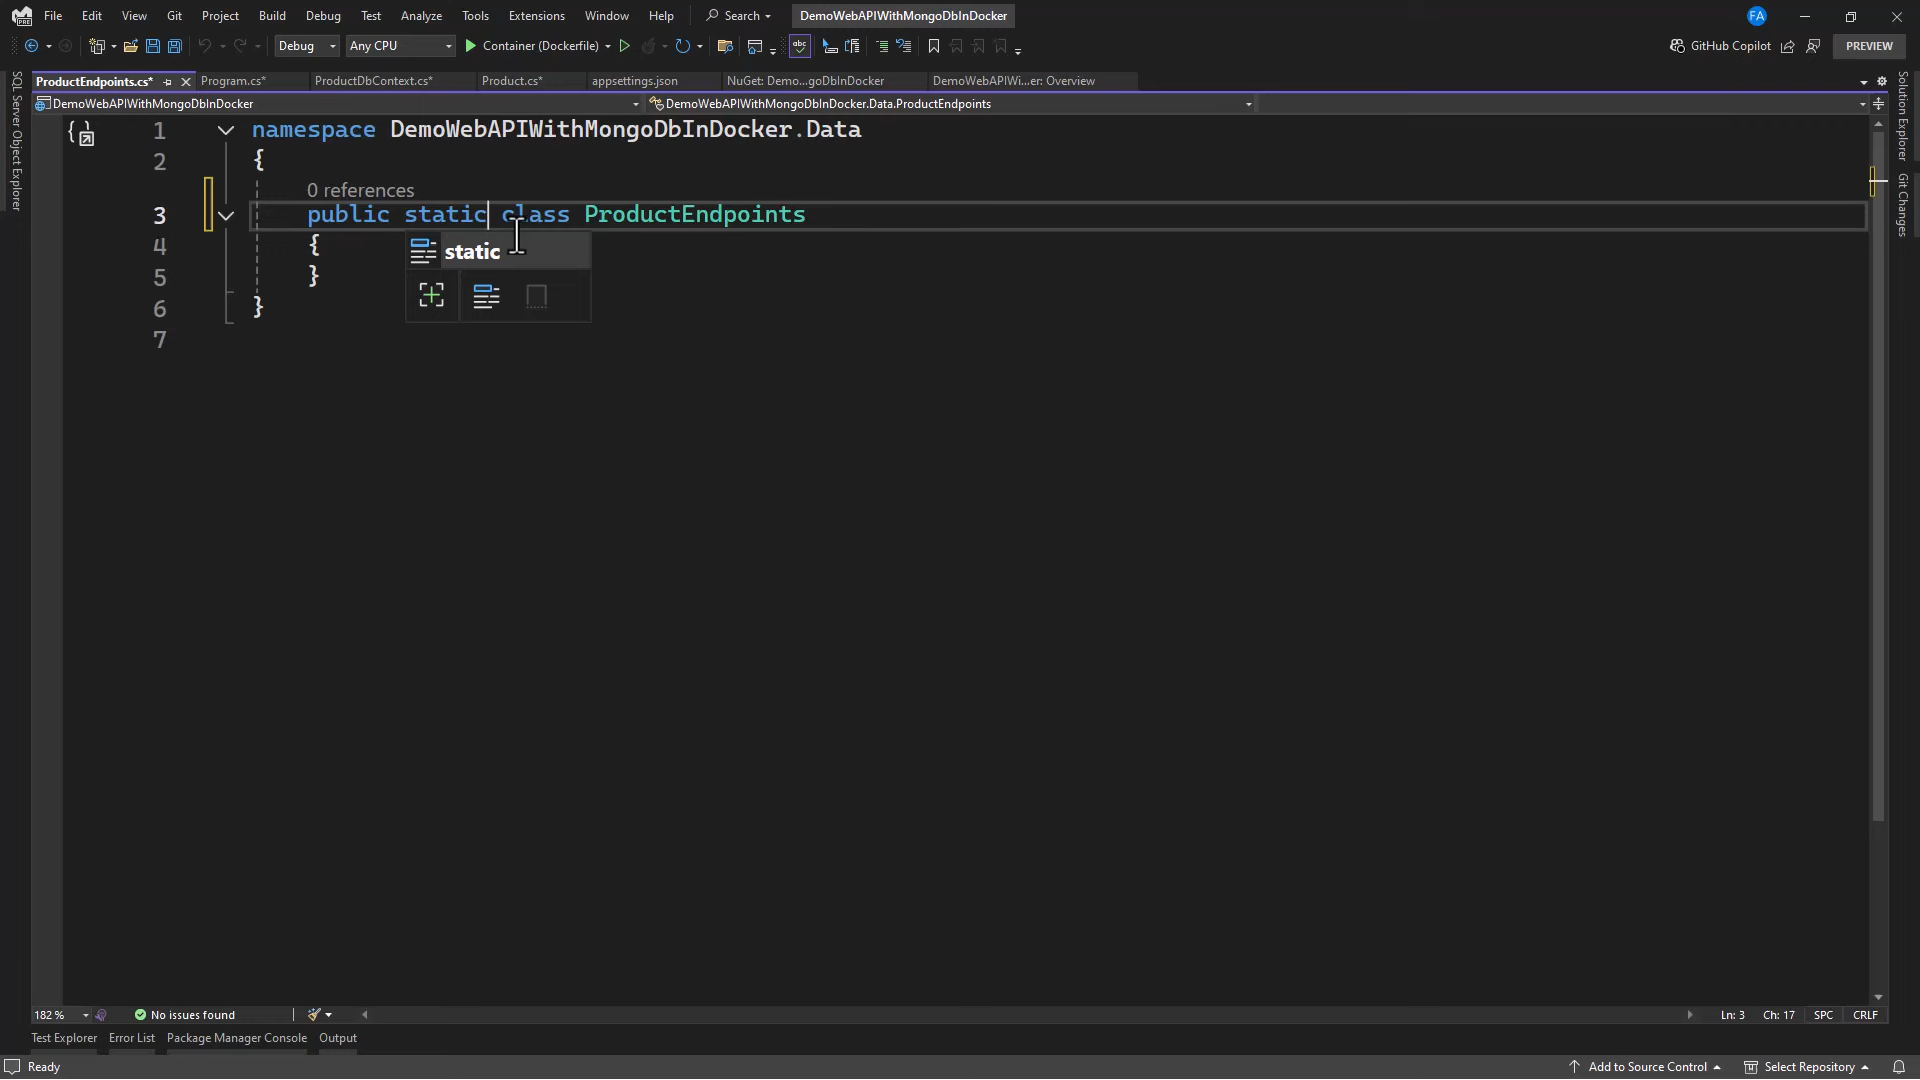 File Edit View Git Project Build Debug Test Analyze Tools Extensions Window Help Search DemoWebAPIWithMongoDbInDocker FA
Debug Any CPU Container (Dockerfile) abc GitHub Copilot PREVIEW
ProductEndpoints.cs* Program.cs* ProductDbContext.cs* Product.cs* appsettings.json NuGet: Demo...goDbInDocker DemoWebAPIWi...er: Overview
DemoWebAPIWithMongoDbInDocker DemoWebAPIWithMongoDbInDocker.Data.ProductEndpoints
SQL Server Object Explorer
Solution Explorer
Git Changes
1 namespace DemoWebAPIWithMongoDbInDocker.Data
2 {
0 references
3 public static class ProductEndpoints
4 {
static
5 }
6 }
7
182 % No issues found Ln: 3 Ch: 17 SPC CRLF
Test Explorer Error List Package Manager Console Output
Ready Add to Source Control Select Repository